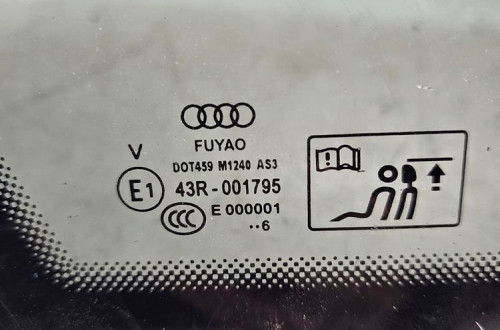 FUYAO
V
DOT459 M1240 AS3
E1
43R-001795
CCC
E 000001
··6